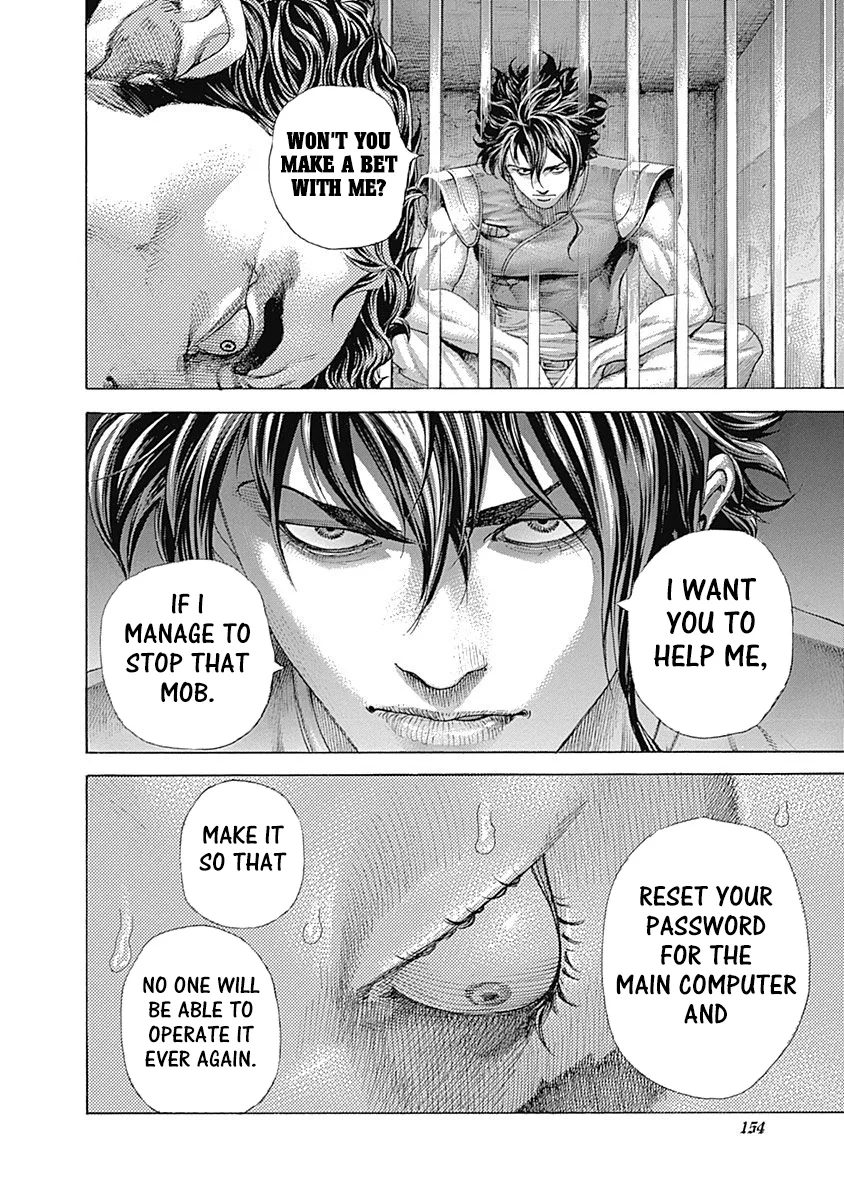 WON'T YOU
MAKE A BET
WITH ME?
I WANT
YOU TO
HELP ME,
IF I
MANAGE TO
STOP THAT
MOB.
RESET YOUR
PASSWORD
FOR THE
MAIN COMPUTER
AND
MAKE IT
SO THAT
NO ONE WILL
BE ABLE TO
OPERATE IT
EVER AGAIN.
154